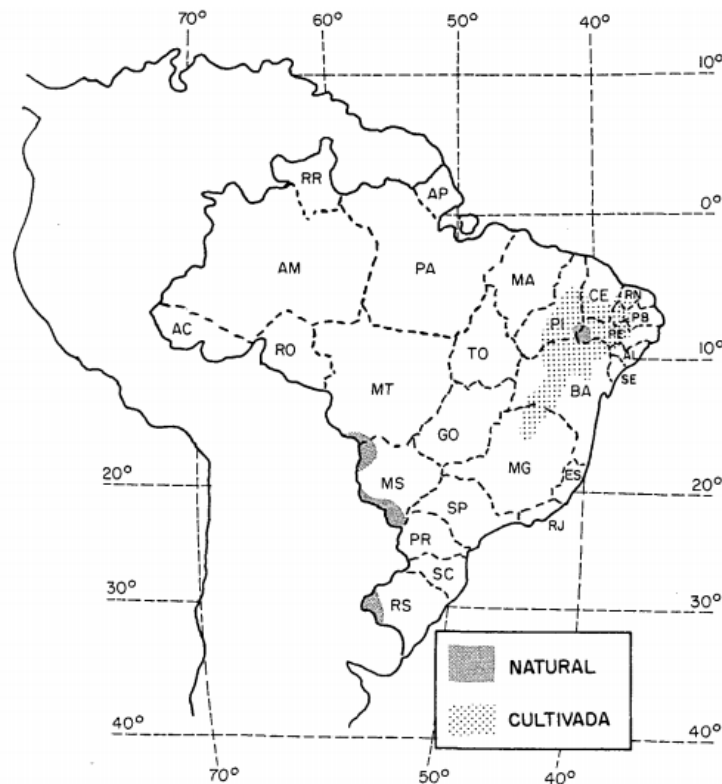 70° 60° 50° 40°
10°
RR
AP
0°
AM PA MA CE RN
PI PB
PE
AC AL 10°
RO TO SE
MT BA
GO
MS MG ES
20° 20°
SP
RJ
PR
SC
30° RS 30°
NATURAL
CULTIVADA
40° 40°
70° 50° 40°